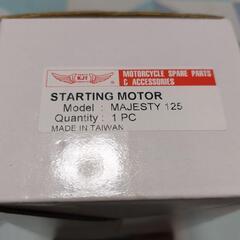 KJT
MOTORCYCLE SPARE PARTS
& ACCESSORIES
STARTING MOTOR
Model : MAJESTY 125
Quantity : 1 PC
MADE IN TAIWAN